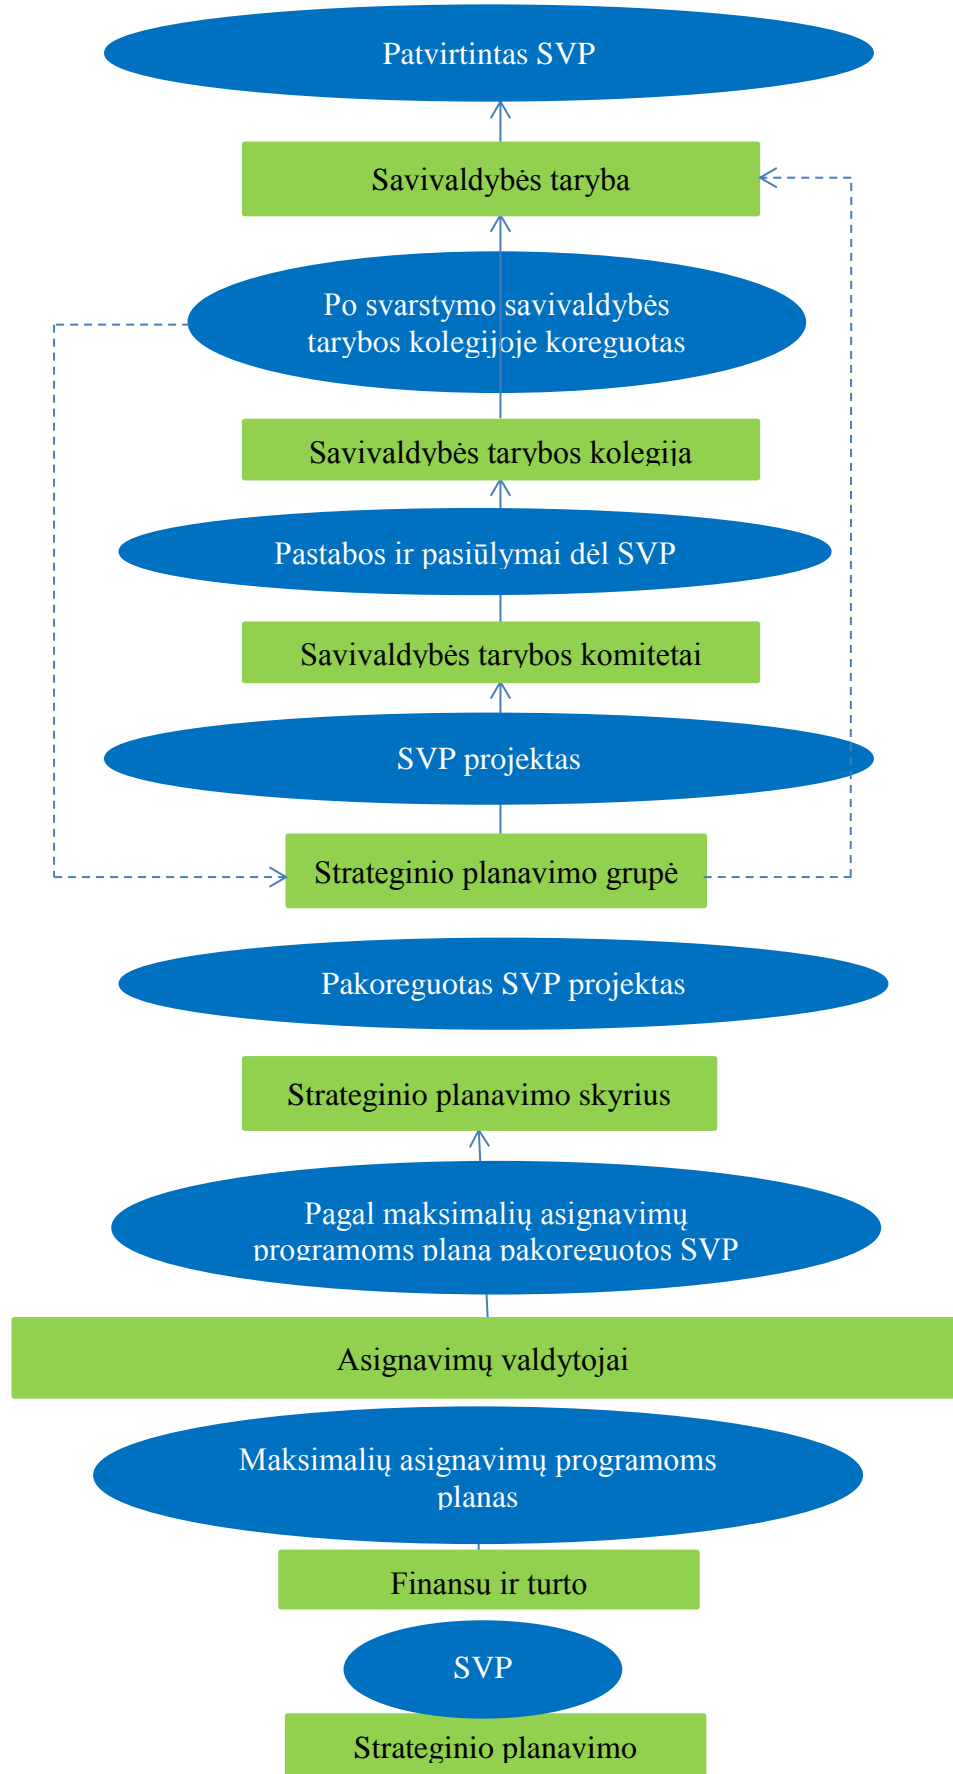 Patvirtintas SVP
Savivaldybės taryba
Po svarstymo savivaldybės
tarybos kolegijoje koreguotas
Savivaldybės tarybos kolegija
Pastabos ir pasiūlymai dėl SVP
Savivaldybės tarybos komitetai
SVP projektas
Strateginio planavimo grupė
Pakoreguotas SVP projektas
Strateginio planavimo skyrius
Pagal maksimalių asignavimų
programoms planą pakoreguotos SVP
Asignavimų valdytojai
Maksimalių asignavimų programoms
planas
Finansu ir turto
SVP
Strateginio planavimo